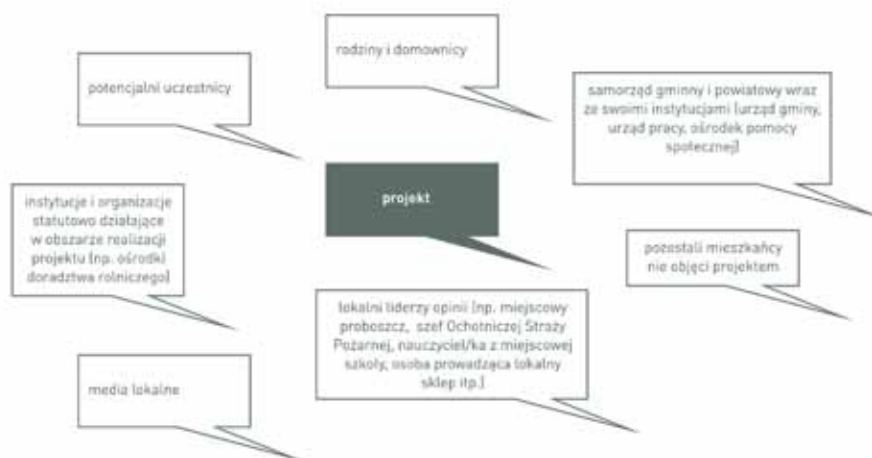 rodziny i domownicy
potencjalni uczestnicy
samorząd gminny i powiatowy wraz
ze swoimi instytucjami (urząd gminy,
urząd pracy, ośrodek pomocy
społecznej)
projekt
instytucje i organizacje
statutowo działające
w obszarze realizacji
projektu (np. ośrodki
doradztwa rolniczego)
pozostali mieszkańcy
nie objęci projektem
lokalni liderzy opinii (np. miejscowy
proboszcz, szef Ochotniczej Straży
Pożarnej, nauczyciel/ka z miejscowej
szkoły, osoba prowadząca lokalny
sklep itp.)
media lokalne